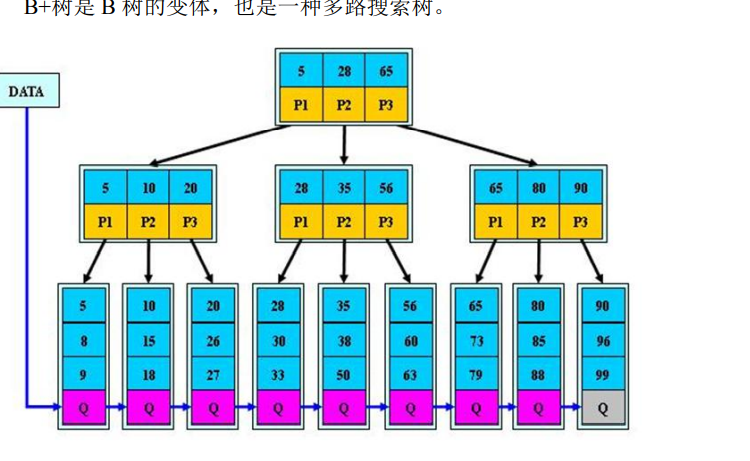 B+树是 B 树的变体，也是一种多路搜索树。
5 28 65
DATA
P1 P2 P3
5 10 20 28 35 56 65 80 90
P1 P2 P3 P1 P2 P3 P1 P2 P3
5 10 20 28 35 56 65 80 90
8 15 26 30 38 60 73 85 96
9 18 27 33 50 63 79 88 99
Q Q Q Q Q Q Q Q Q